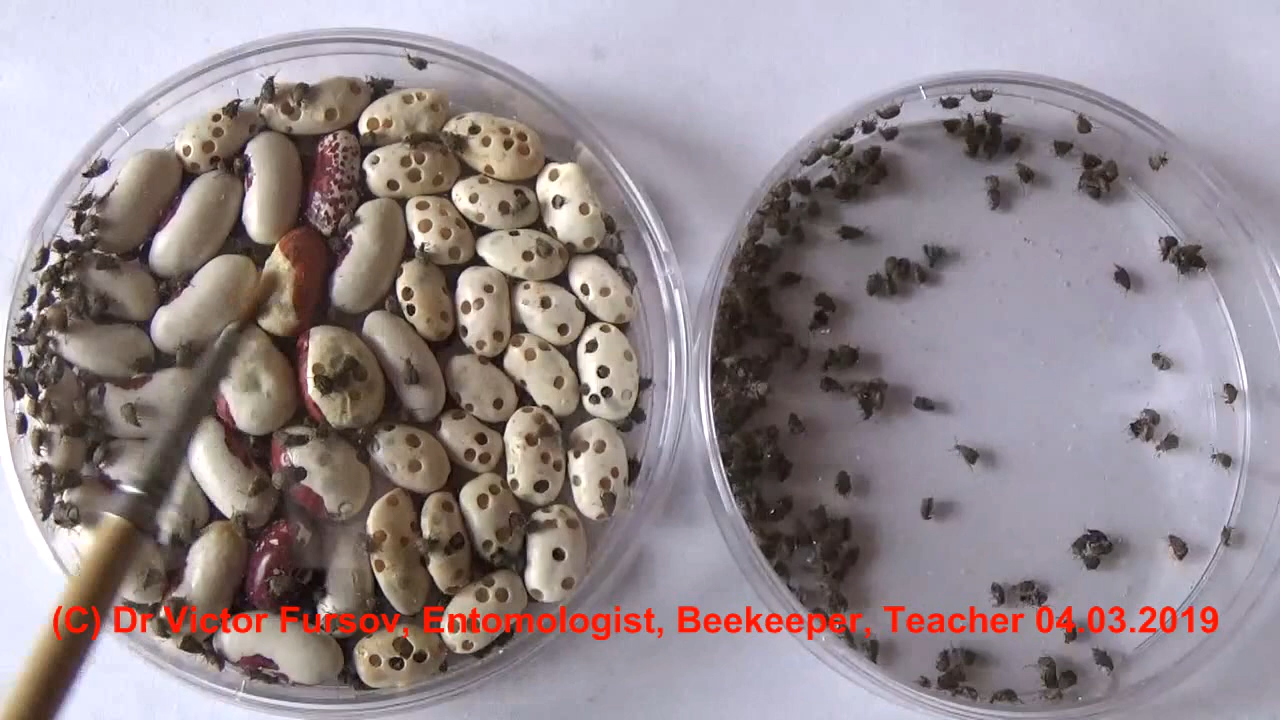 (C) Dr Victor Fursov, Entomologist, Beekeeper, Teacher 04.03.2019